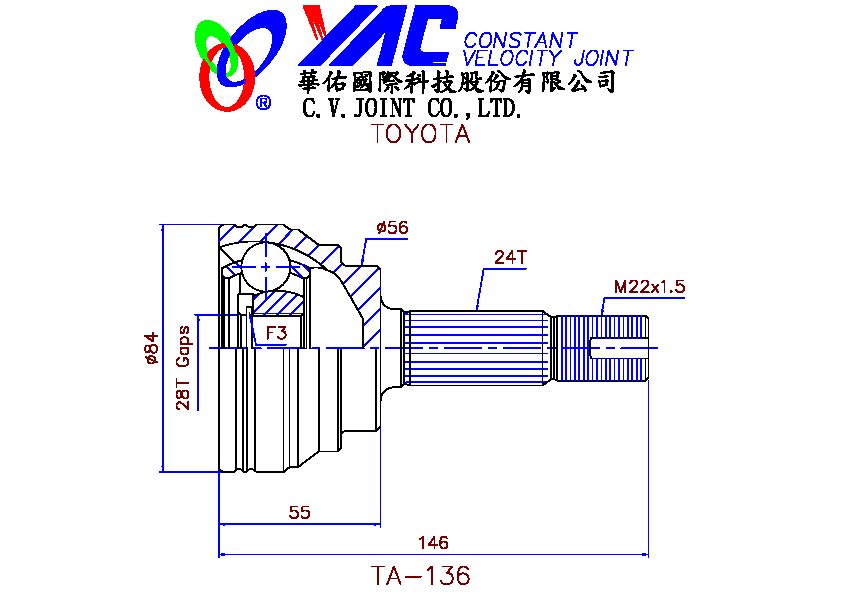 YAC CONSTANT
VELOCITY JOINT
®
華佑國際科技股份有限公司
C.V.JOINT CO.,LTD.
TOYOTA
ø56
24T
M22x1.5
F3
ø84
28T Gaps
55
146
TA-136